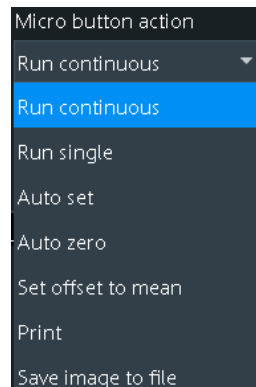 Micro button action
Run continuous
Run continuous
Run single
Auto set
Auto zero
Set offset to mean
Print
Save image to file